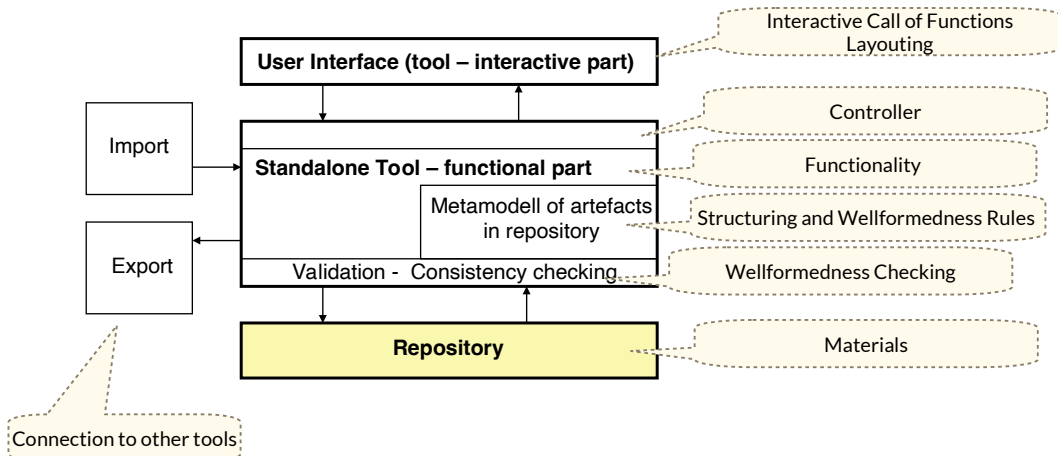 Interactive Call of Functions
Layouting
User Interface (tool – interactive part)
Controller
Import
Standalone Tool – functional part
Functionality
Metamodell of artefacts
in repository
Structuring and Wellformedness Rules
Export
Validation - Consistency checking
Wellformedness Checking
Repository
Materials
Connection to other tools